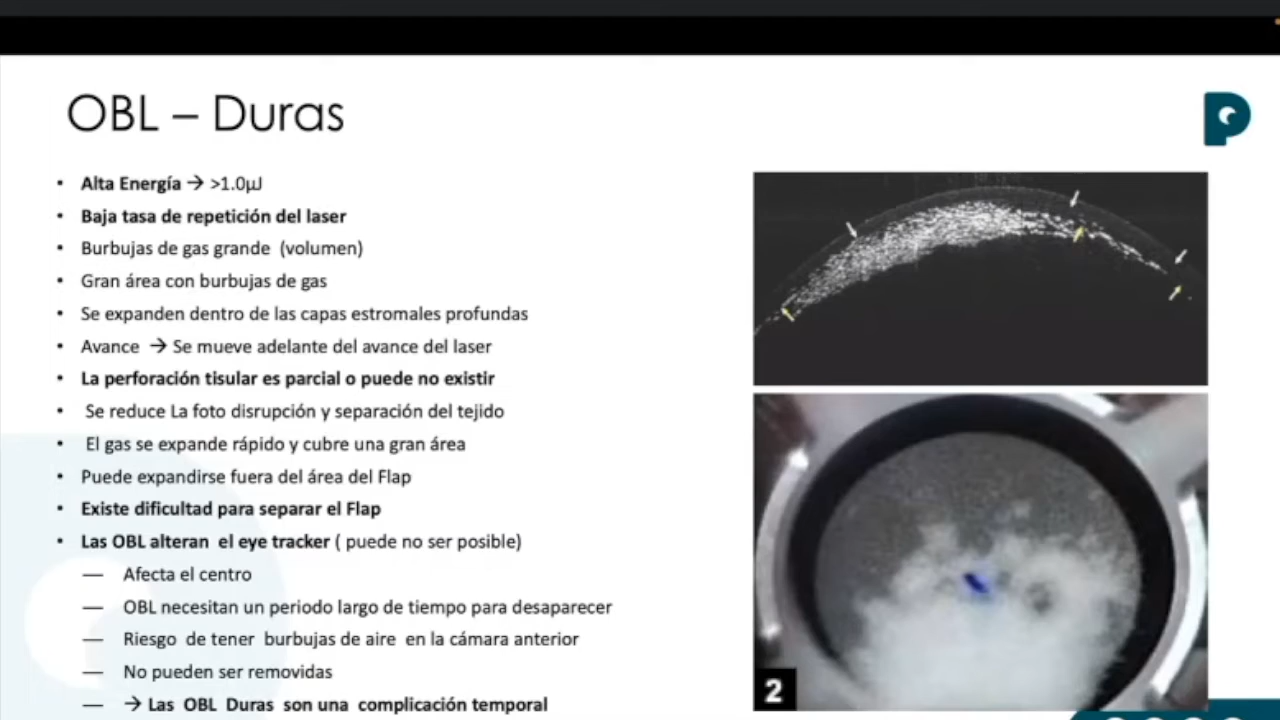 OBL – Duras
• Alta Energía → >1.0µJ
• Baja tasa de repetición del laser
• Burbujas de gas grande (volumen)
• Gran área con burbujas de gas
• Se expanden dentro de las capas estromales profundas
• Avance → Se mueve adelante del avance del laser
• La perforación tisular es parcial o puede no existir
• Se reduce La foto disrupción y separación del tejido
• El gas se expande rápido y cubre una gran área
• Puede expandirse fuera del área del Flap
• Existe dificultad para separar el Flap
• Las OBL alteran el eye tracker ( puede no ser posible)
— Afecta el centro
— OBL necesitan un periodo largo de tiempo para desaparecer
— Riesgo de tener burbujas de aire en la cámara anterior
— No pueden ser removidas
— → Las OBL Duras son una complicación temporal
2